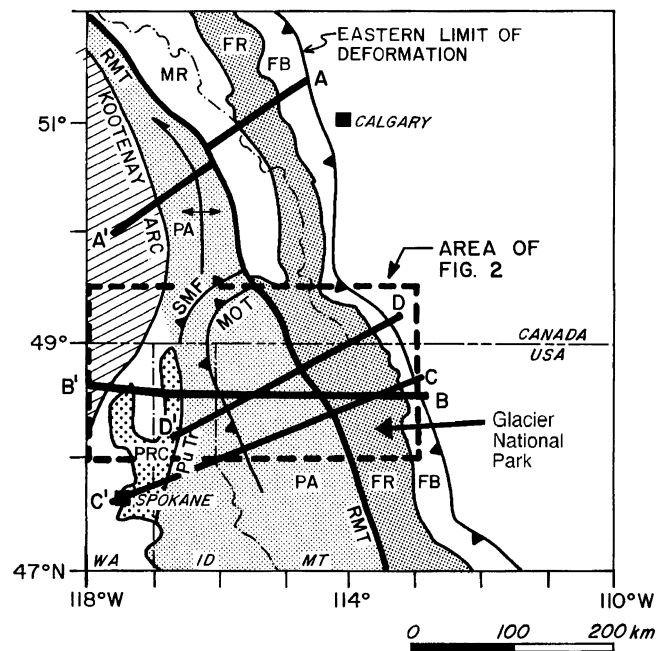 EASTERN LIMIT OF
DEFORMATION
FR
FB
MR
RMT
A
51°
CALGARY
KOOTENAY
ARC
PA
A'
AREA OF
FIG. 2
SMF
MOT
D
49°
CANADA
USA
C
B'
B
Glacier
National
Park
D'
PRC
Pu Tr
PA
FR
FB
C'
SPOKANE
RMT
WA
ID
MT
47°N
118°W
114°
110°W
0
100
200 km